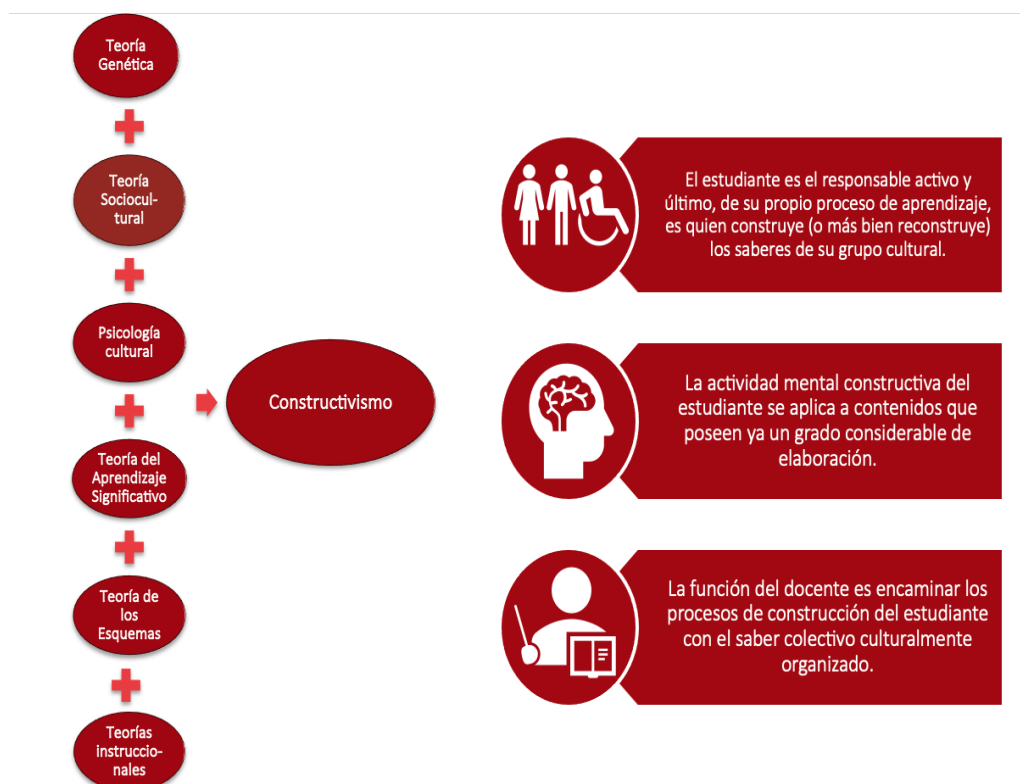 Teoría
Genética
Teoría
Sociocul-
tural
Psicología
cultural
Teoría del
Aprendizaje
Significativo
Teoría de
los
Esquemas
Teorías
instruccio-
nales
Constructivismo
El estudiante es el responsable activo y
último, de su propio proceso de aprendizaje,
es quien construye (o más bien reconstruye)
los saberes de su grupo cultural.
La actividad mental constructiva del
estudiante se aplica a contenidos que
poseen ya un grado considerable de
elaboración.
La función del docente es encaminar los
procesos de construcción del estudiante
con el saber colectivo culturalmente
organizado.